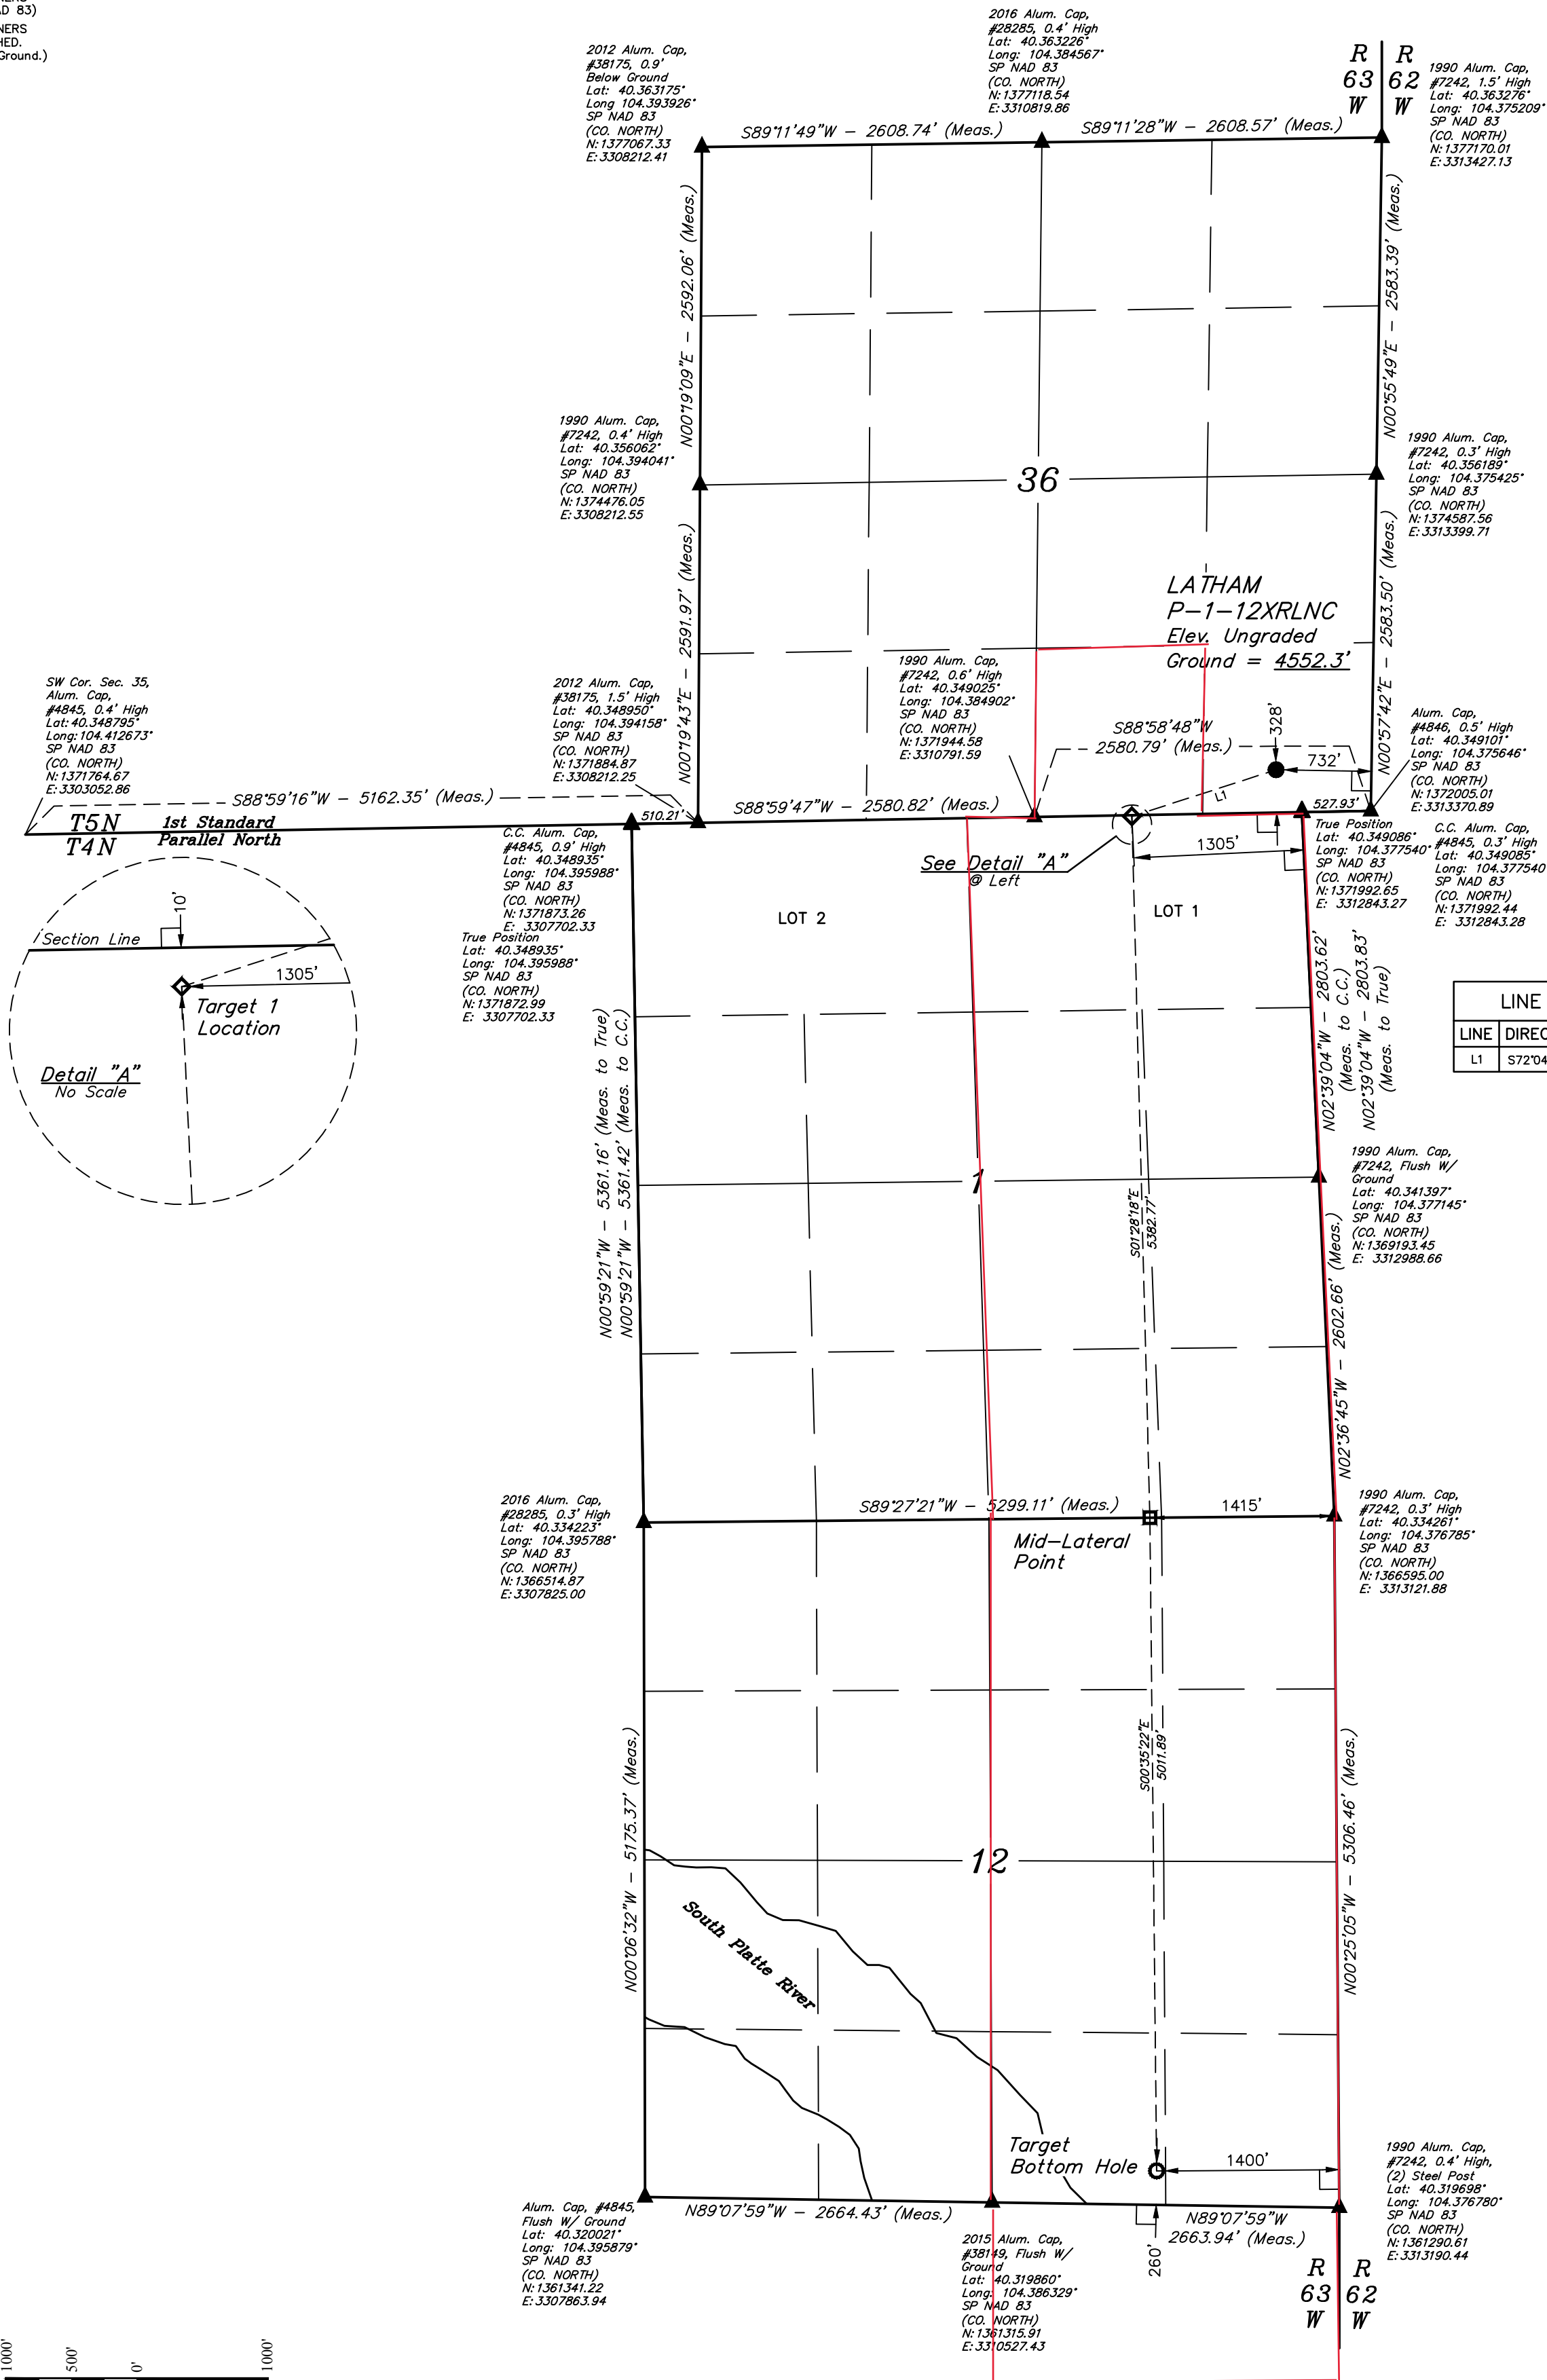 AD 83)
NERS
HED.
Ground.)
2012 Alum. Cap,
#38175, 0.9'
Below Ground
Lat: 40.363175°
Long 104.393926°
SP NAD 83
(CO. NORTH)
N:1377067.33
E:3308212.41
2016 Alum. Cap,
#28285, 0.4' High
Lat: 40.363226°
Long: 104.384567°
SP NAD 83
(CO. NORTH)
N:1377118.54
E:3310819.86
R R
63 62
W W
1990 Alum. Cap,
#7242, 1.5' High
Lat: 40.363276°
Long: 104.375209°
SP NAD 83
(CO. NORTH)
N:1377170.01
E:3313427.13
S89°11'49"W - 2608.74' (Meas.)
S89°11'28"W - 2608.57' (Meas.)
N00°19'09"E - 2592.06' (Meas.)
N00°55'49"E - 2583.39' (Meas.)
1990 Alum. Cap,
#7242, 0.4' High
Lat: 40.356062°
Long: 104.394041°
SP NAD 83
(CO. NORTH)
N:1374476.05
E:3308212.55
36
1990 Alum. Cap,
#7242, 0.3' High
Lat: 40.356189°
Long: 104.375425°
SP NAD 83
(CO. NORTH)
N:1374587.56
E:3313399.71
N00°19'43"E - 2591.97' (Meas.)
N00°57'42"E - 2583.50' (Meas.)
LATHAM
P-1-12XRLNC
Elev. Ungraded
Ground = 4552.3'
SW Cor. Sec. 35,
Alum. Cap,
#4845, 0.4' High
Lat:40.348795°
Long:104.412673°
SP NAD 83
(CO. NORTH)
N:1371764.67
E:3303052.86
2012 Alum. Cap,
#38175, 1.5' High
Lat: 40.348950°
Long: 104.394158°
SP NAD 83
(CO. NORTH)
N:1371884.87
E:3308212.25
1990 Alum. Cap,
#7242, 0.6' High
Lat: 40.349025°
Long: 104.384902°
SP NAD 83
(CO. NORTH)
N:1371944.58
E:3310791.59
S88°58'48"W
2580.79' (Meas.)
328'
732'
L1
Alum. Cap,
#4846, 0.5' High
Lat: 40.349101°
Long: 104.375646°
SP NAD 83
(CO. NORTH)
N:1372005.01
E:3313370.89
S88°59'16"W - 5162.35' (Meas.)
510.21'
S88°59'47"W - 2580.82' (Meas.)
527.93'
T5N
T4N
1st Standard
Parallel North
C.C. Alum. Cap,
#4845, 0.9' High
Lat: 40.348935°
Long: 104.395988°
SP NAD 83
(CO. NORTH)
N:1371873.26
E: 3307702.33
True Position
Lat: 40.348935°
Long: 104.395988°
SP NAD 83
(CO. NORTH)
N:1371872.99
E: 3307702.33
See Detail "A"
@ Left
1305'
True Position
Lat: 40.349086°
Long: 104.377540°
SP NAD 83
(CO. NORTH)
N:1371992.65
E: 3312843.27
C.C. Alum. Cap,
#4845, 0.3' High
Lat: 40.349085°
Long: 104.377540
SP NAD 83
(CO. NORTH)
N:1371992.44
E: 3312843.28
LOT 2
LOT 1
10'
Section Line
1305'
Target 1
Location
Detail "A"
No Scale
LINE
LINE DIREC
L1 S72°04
N00°59'21"W - 5361.16' (Meas. to True)
N00°59'21"W - 5361.42' (Meas. to C.C.)
N02°39'04"W - 2803.62'
(Meas. to C.C.)
N02°39'04"W - 2803.83'
(Meas. to True)
1
S01°28'18"E
5382.77'
1990 Alum. Cap,
#7242, Flush W/
Ground
Lat: 40.341397°
Long: 104.377145°
SP NAD 83
(CO. NORTH)
N:1369193.45
E: 3312988.66
N02°36'45"W - 2602.66' (Meas.)
2016 Alum. Cap,
#28285, 0.3' High
Lat: 40.334223°
Long: 104.395788°
SP NAD 83
(CO. NORTH)
N:1366514.87
E:3307825.00
S89°27'21"W - 5299.11' (Meas.)
1415'
Mid-Lateral
Point
1990 Alum. Cap,
#7242, 0.3' High
Lat: 40.334261°
Long: 104.376785°
SP NAD 83
(CO. NORTH)
N:1366595.00
E: 3313121.88
N00°06'32"W - 5175.37' (Meas.)
S00°35'22"E
5011.89'
N00°25'05"W - 5306.46' (Meas.)
12
South Platte River
Target
Bottom Hole
1400'
Alum. Cap, #4845,
Flush W/ Ground
Lat: 40.320021°
Long: 104.395879°
SP NAD 83
(CO. NORTH)
N:1361341.22
E:3307863.94
N89°07'59"W - 2664.43' (Meas.)
2015 Alum. Cap,
#38149, Flush W/
Ground
Lat: 40.319860°
Long: 104.386329°
SP NAD 83
(CO. NORTH)
N:1361315.91
E:3310527.43
260'
N89°07'59"W
2663.94' (Meas.)
1990 Alum. Cap,
#7242, 0.4' High,
(2) Steel Post
Lat: 40.319698°
Long: 104.376780°
SP NAD 83
(CO. NORTH)
N:1361290.61
E:3313190.44
R R
63 62
W W
1000'
500'
0'
1000'